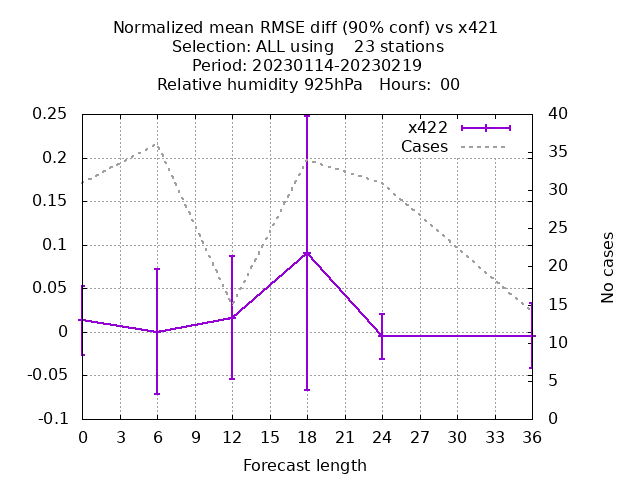 Normalized mean RMSE diff (90% conf) vs x421
Selection: ALL using    23 stations
Period: 20230114-20230219
Relative humidity 925hPa   Hours:  00
x422
Cases
0.25
0.2
0.15
0.1
0.05
0
-0.05
-0.1
40
35
30
25
20
15
10
5
0
No cases
0 3 6 9 12 15 18 21 24 27 30 33 36
Forecast length